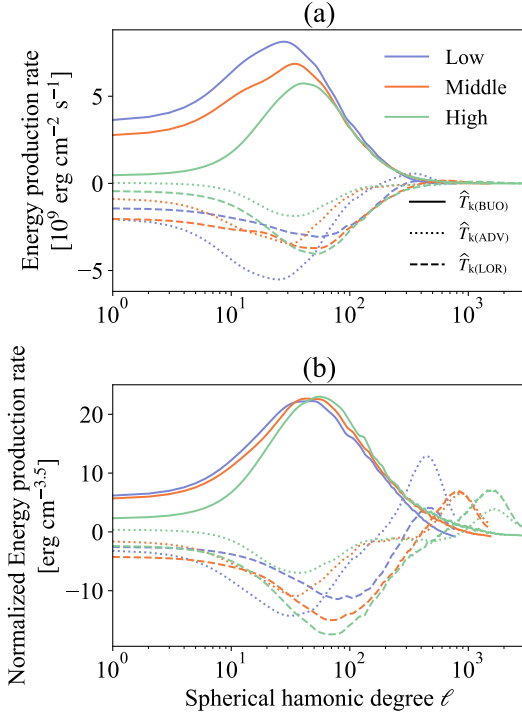 (a)
Energy production rate
[10⁹ erg cm⁻² s⁻¹]
5
0
−5
Low
Middle
High
T̂k(BUO)
T̂k(ADV)
T̂k(LOR)
10⁰ 10¹ 10² 10³
(b)
Normalized Energy production rate
[erg cm⁻³·⁵]
20
10
0
−10
10⁰ 10¹ 10² 10³
Spherical hamonic degree ℓ